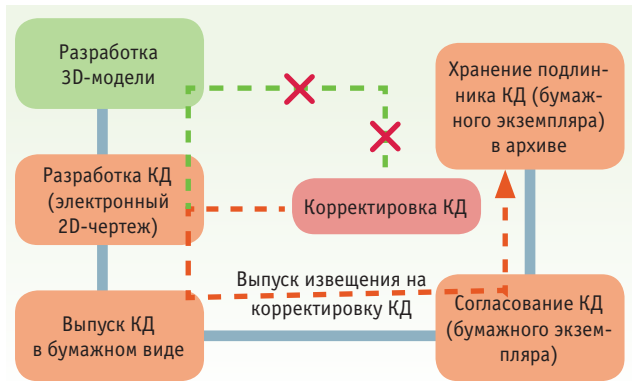 Разработка
3D-модели
Хранение подлин-
ника КД (бумаж-
ного экземпляра)
в архиве
Разработка КД
(электронный
2D-чертеж)
Корректировка КД
Выпуск извещения на
корректировку КД
Выпуск КД
в бумажном виде
Согласование КД
(бумажного экзем-
пляра)